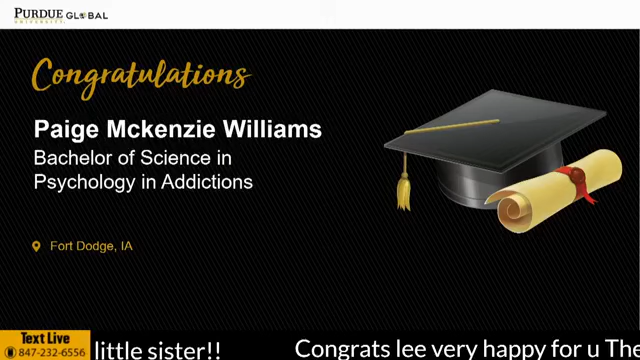 PURDUE GLOBAL
UNIVERSITY
Congratulations
Paige Mckenzie Williams
Bachelor of Science in
Psychology in Addictions
Fort Dodge, IA
Text Live
847-232-6556
little sister!! Congrats lee very happy for u The